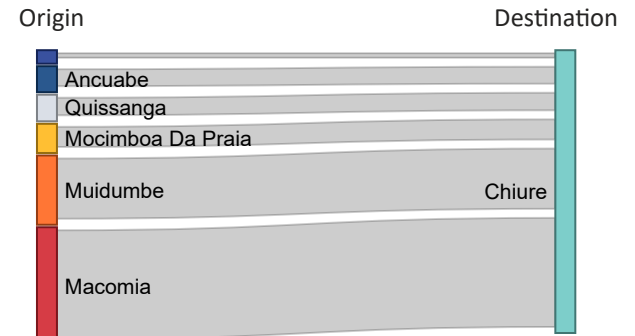 Origin
Destination
Ancuabe
Quissanga
Mocimboa Da Praia
Muidumbe
Chiure
Macomia